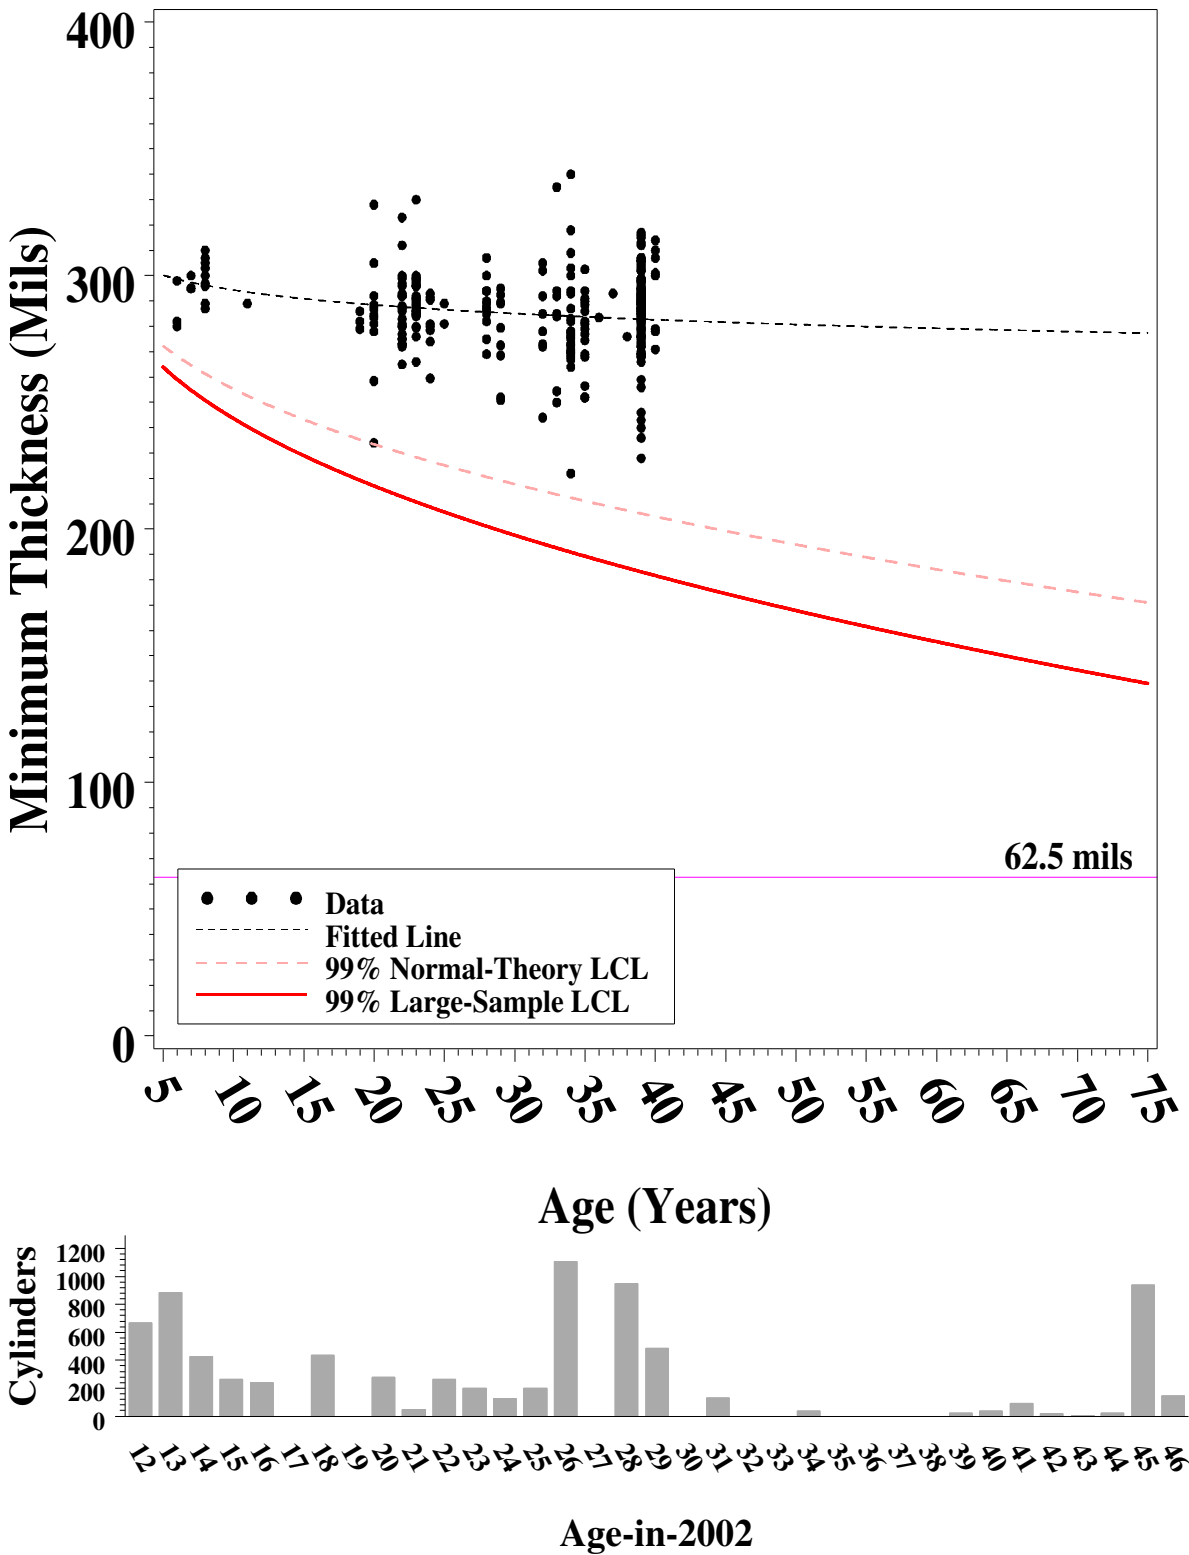 Minimum Thickness (Mils)
400
300
200
100
0
62.5 mils
Data
Fitted Line
99% Normal-Theory LCL
99% Large-Sample LCL
5 10 15 20 25 30 35 40 45 50 55 60 65 70 75
Age (Years)
Cylinders
1200
1000
800
600
400
200
0
12 13 14 15 16 17 18 19 20 21 22 23 24 25 26 27 28 29 30 31 32 33 34 35 36 37 38 39 40 41 42 43 44 45 46
Age-in-2002